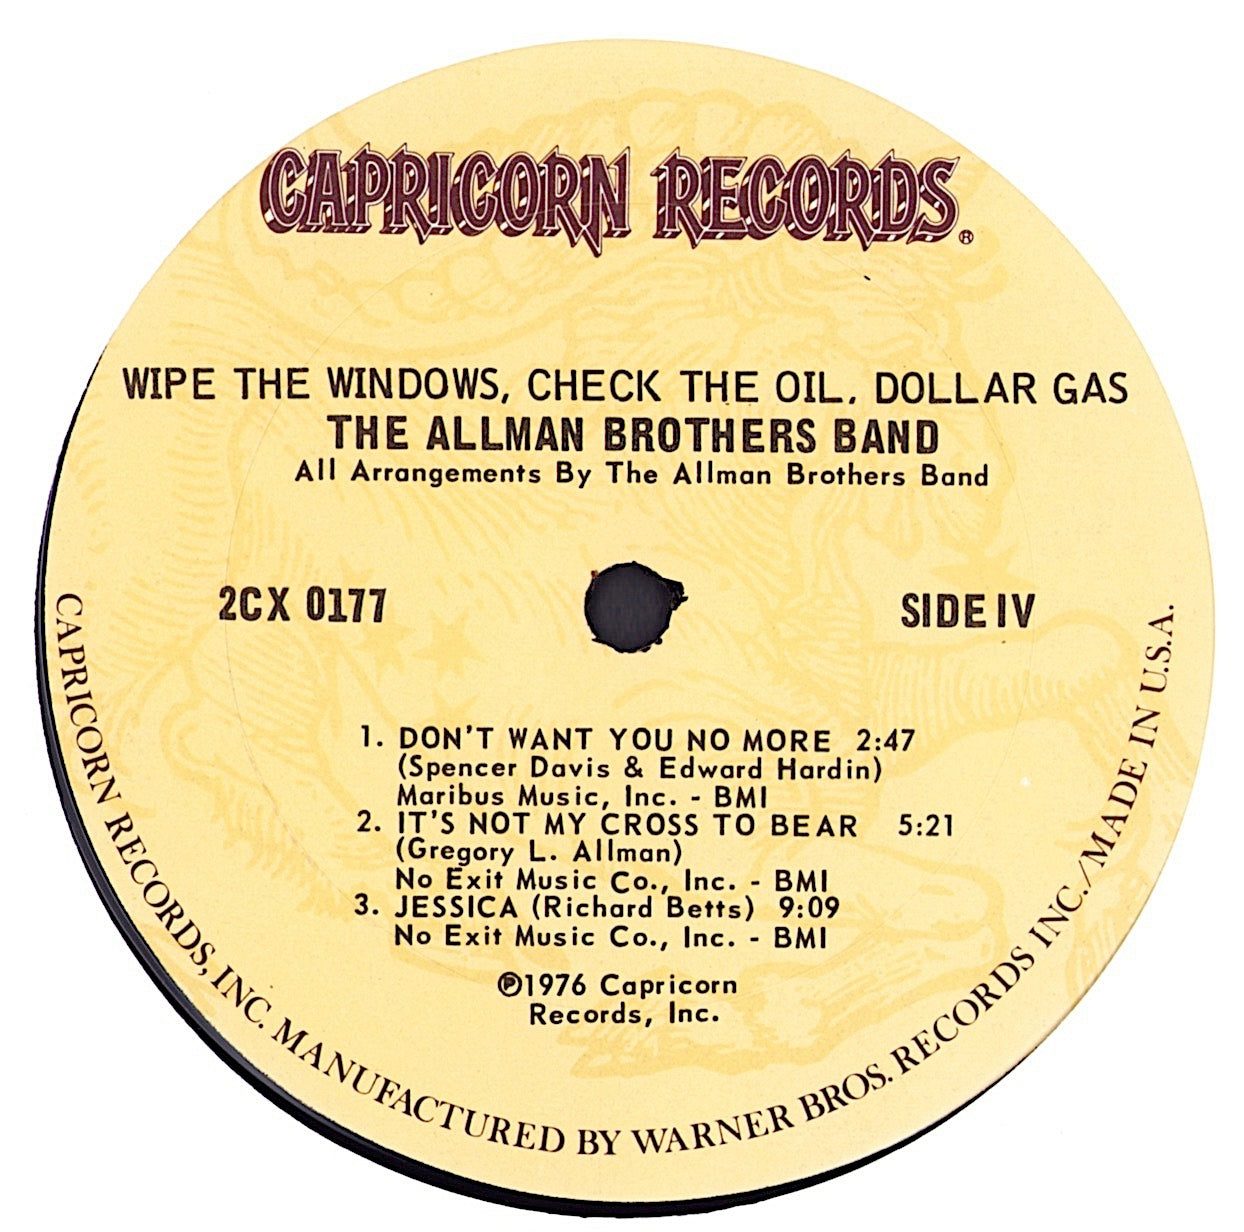 CAPRICORN RECORDS®
WIPE THE WINDOWS, CHECK THE OIL, DOLLAR GAS
THE ALLMAN BROTHERS BAND
All Arrangements By The Allman Brothers Band
2CX 0177
SIDE IV
1. DON'T WANT YOU NO MORE 2:47
(Spencer Davis & Edward Hardin)
Maribus Music, Inc. - BMI
2. IT'S NOT MY CROSS TO BEAR 5:21
(Gregory L. Allman)
No Exit Music Co., Inc. - BMI
3. JESSICA (Richard Betts) 9:09
No Exit Music Co., Inc. - BMI
℗1976 Capricorn
Records, Inc.
CAPRICORN RECORDS, INC. MANUFACTURED BY WARNER BROS. RECORDS INC./MADE IN U.S.A.